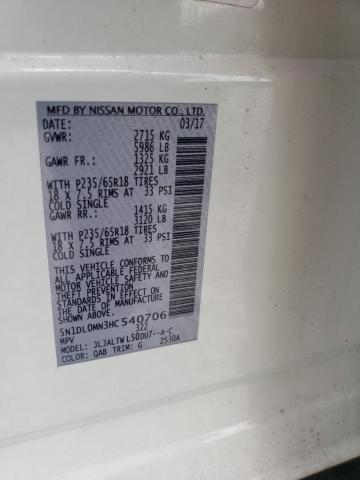 MFD BY NISSAN MOTOR CO., LTD.
DATE: 03/17
GVWR: 2715 KG
5986 LB
GAWR FR.: 1325 KG
2921 LB
WITH P235/65R18 TIRES
18 X 7.5 RIMS AT 33 PSI
COLD SINGLE
GAWR RR.: 1415 KG
3120 LB
WITH P235/65R18 TIRES
18 X 7.5 RIMS AT 33 PSI
COLD SINGLE
THIS VEHICLE CONFORMS TO
ALL APPLICABLE FEDERAL
MOTOR VEHICLE SAFETY AND
THEFT PREVENTION
STANDARDS IN EFFECT ON
THE DATE OF MANUFACTURE
5N1DL0MN3HC540706
MPV 322
MODEL: JLJALTWL50DU7--A-C
COLOR: QAB TRIM: G ZS30A